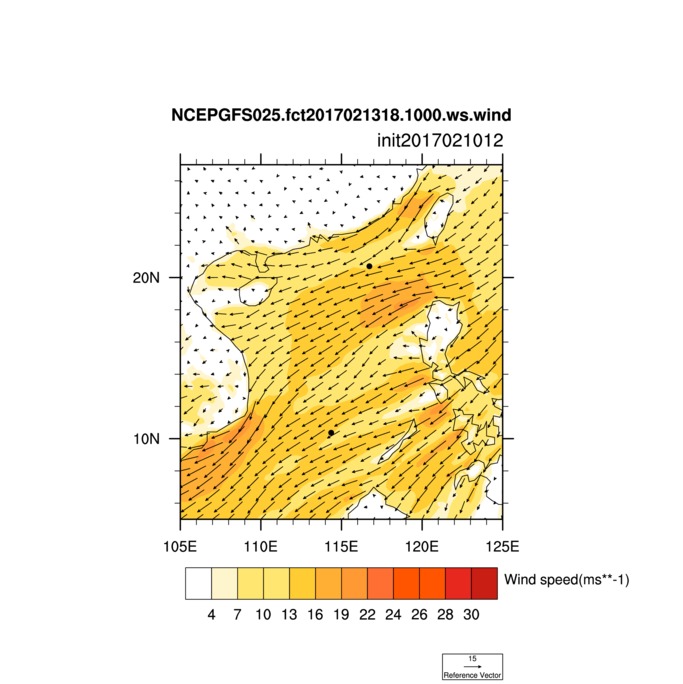 NCEPGFS025.fct2017021318.1000.ws.wind
init2017021012
20N
10N
105E 110E 115E 120E 125E
Wind speed(ms**-1)
4 7 10 13 16 19 22 24 26 28 30
15
Reference Vector